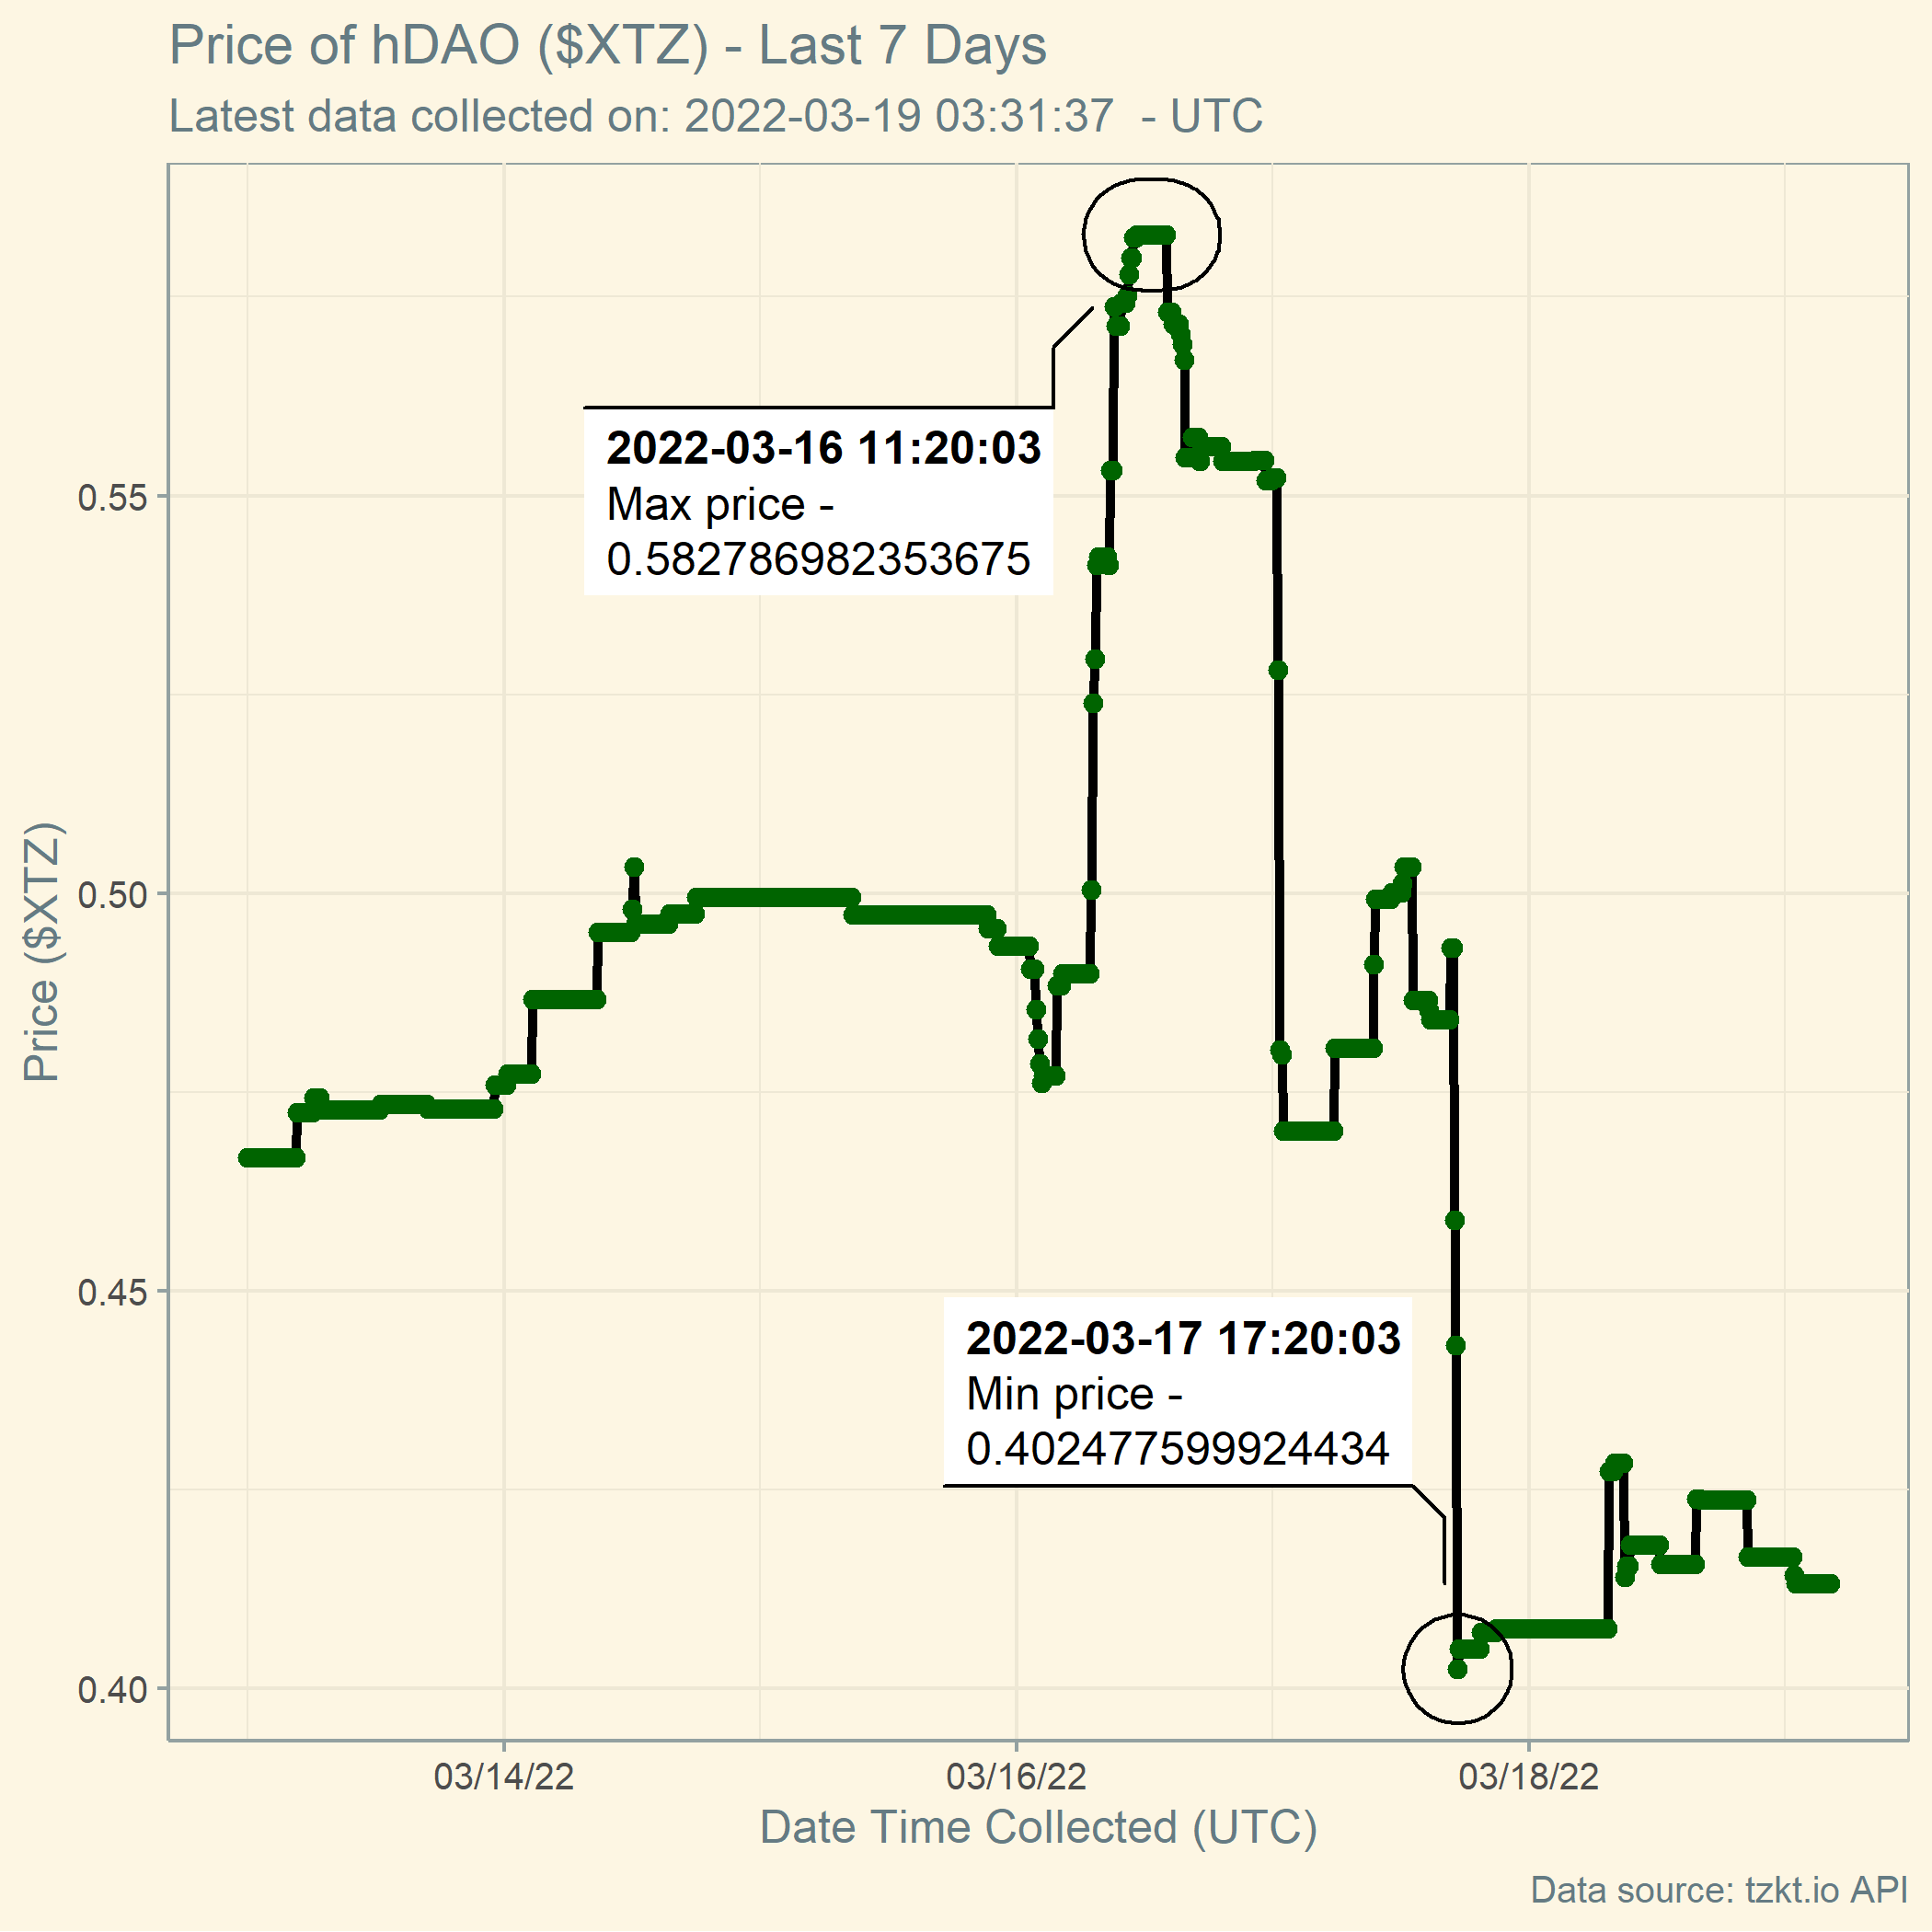 Price of hDAO ($XTZ) - Last 7 Days
Latest data collected on: 2022-03-19 03:31:37  - UTC
2022-03-16 11:20:03
Max price -
0.582786982353675
0.55
0.50
Price ($XTZ)
0.45
2022-03-17 17:20:03
Min price -
0.402477599924434
0.40
03/14/22
03/16/22
03/18/22
Date Time Collected (UTC)
Data source: tzkt.io API